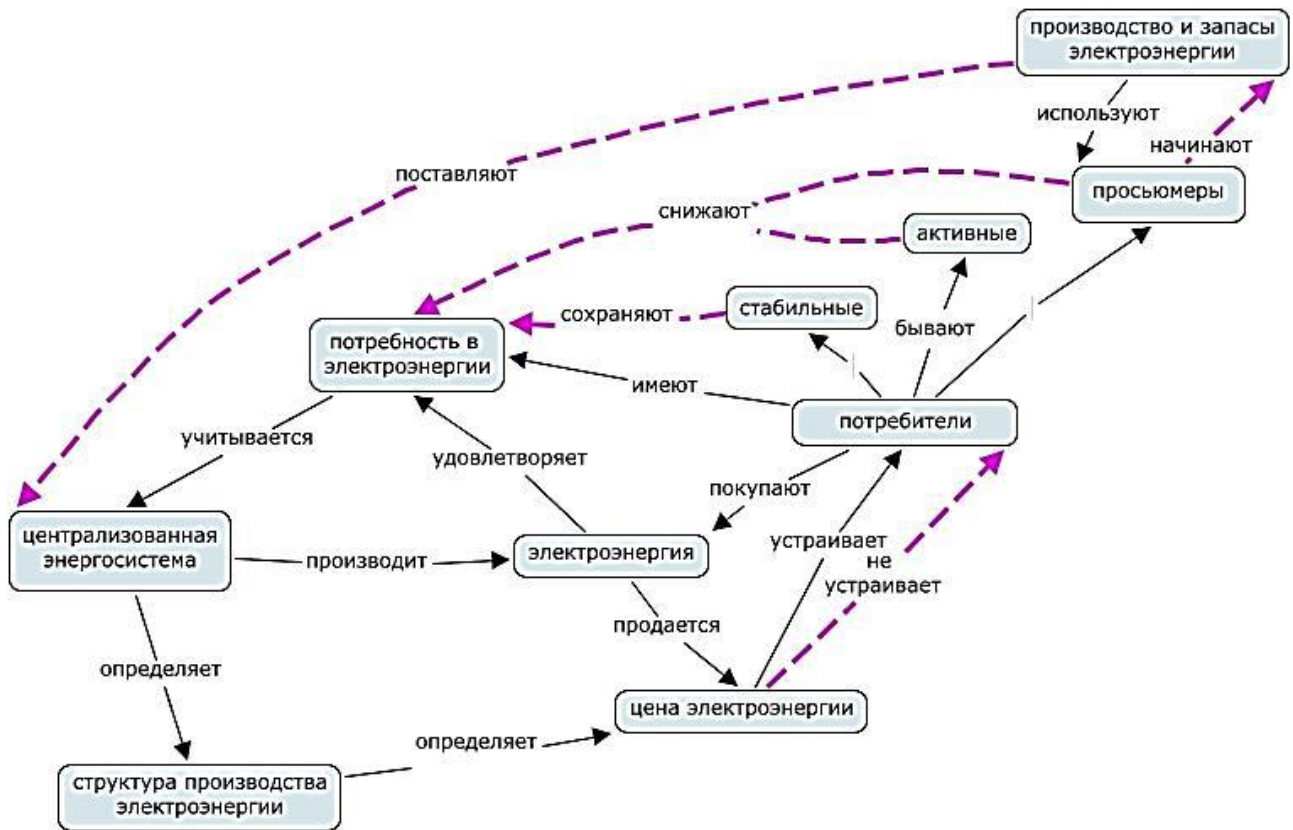 производство и запасы
электроэнергии
используют
начинают
поставляют
просьюмеры
снижают
активные
стабильные
сохраняют
бывают
потребность в
электроэнергии
имеют
потребители
учитывается
удовлетворяет
покупают
централизованная
энергосистема
производит
электроэнергия
устраивает
не
устраивает
продается
определяет
цена электроэнергии
определяет
структура производства
электроэнергии